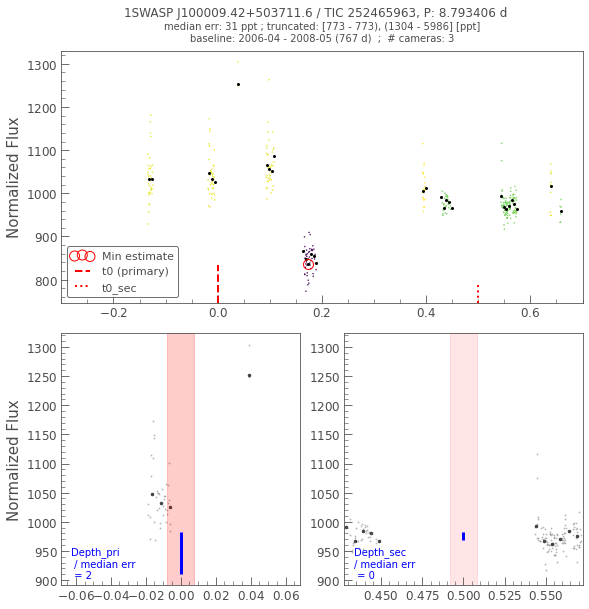 1SWASP J100009.42+503711.6 / TIC 252465963, P: 8.793406 d
median err: 31 ppt ; truncated: [773 - 773), (1304 - 5986] [ppt]
baseline: 2006-04 - 2008-05 (767 d)  ;  # cameras: 3
Normalized Flux
1300
1200
1100
1000
900
800
Min estimate
t0 (primary)
t0_sec
−0.2 0.0 0.2 0.4 0.6
Normalized Flux
1300
1250
1200
1150
1100
1050
1000
950
900
Depth_pri
/ median err
= 2
−0.06 −0.04 −0.02 0.00 0.02 0.04 0.06
1300
1250
1200
1150
1100
1050
1000
950
900
Depth_sec
/ median err
= 0
0.450 0.475 0.500 0.525 0.550